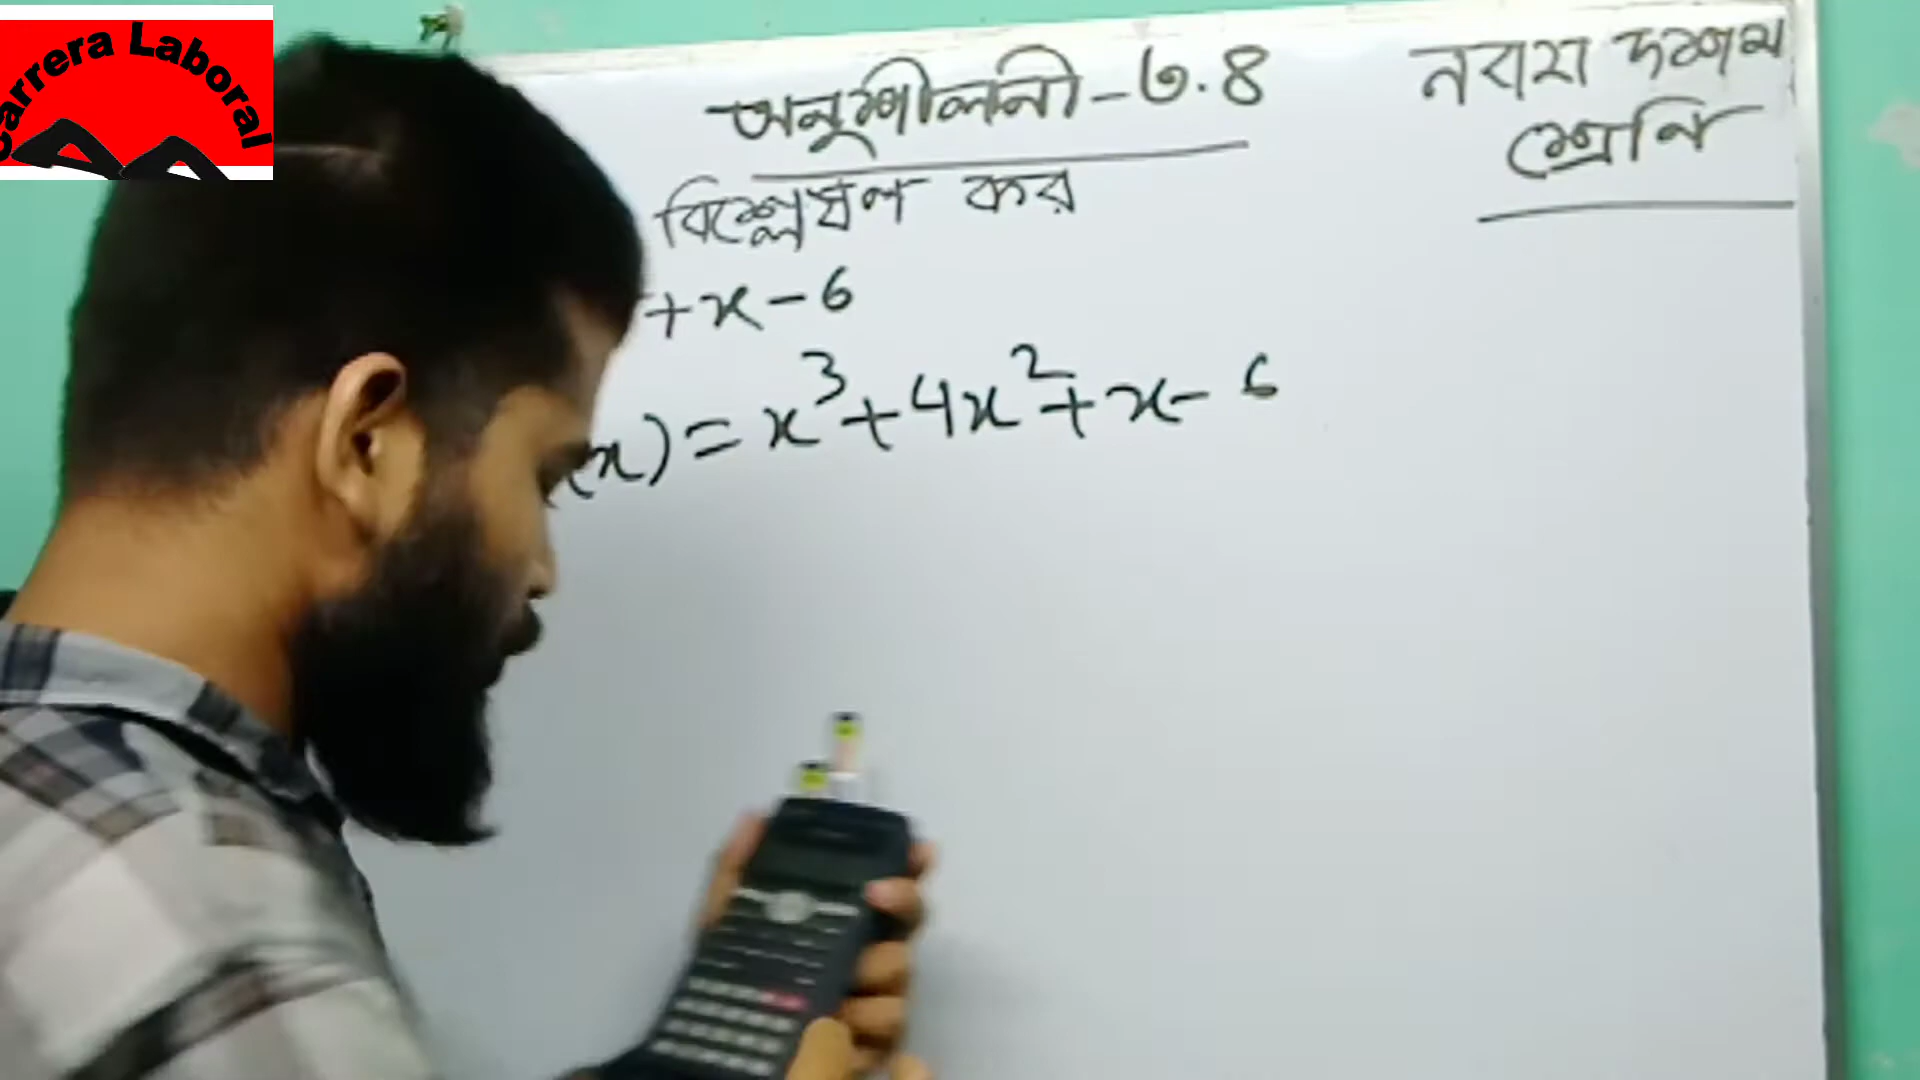 Carrera Laboral
অনুশীলনী-৩.৪
নবম দশম
শ্রেণি
বিশ্লেষণ কর
+x-6
(x)=x³+4x²+x-6